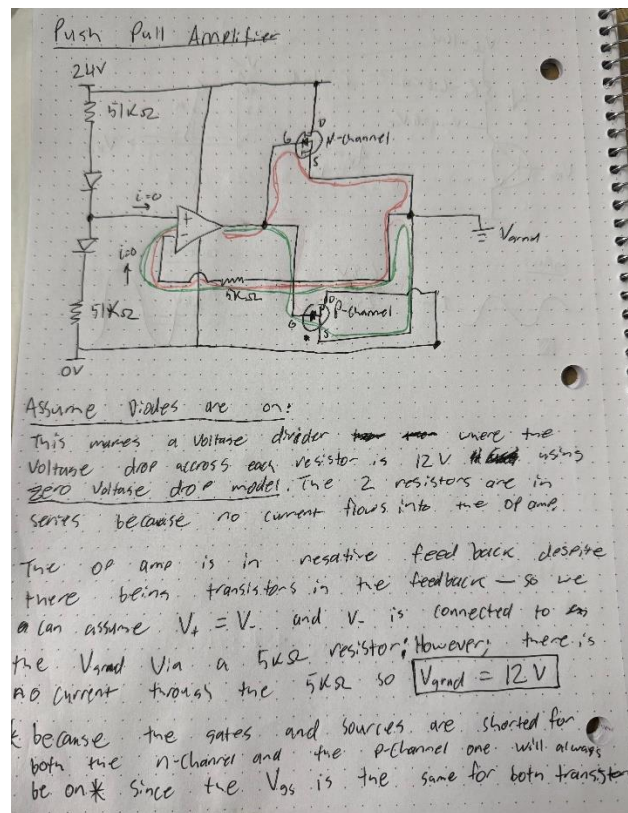 Push Pull Amplifier
24V
51KΩ
D
G
N-channel
S
i=0
+
-
Vgrnd
i=0
5KΩ
51KΩ
D
P-channel
G
S
0V
Assume Diodes are on:
This makes a voltage divider where the
voltage drop accross each resistor is 12V using
zero voltage drop model. The 2 resistors are in
series because no current flows into the op amp.
The op amp is in negative feed back despite
there being transistors in the feedback — so we
can assume V+ = V- and V- is connected to
the Vgrnd via a 5KΩ resistor; However; there is
no current through the 5KΩ so Vgrnd = 12V
* because the gates and sources are shorted for
both the n-channel and the p-channel one will always
be on* since the Vgs is the same for both transistor